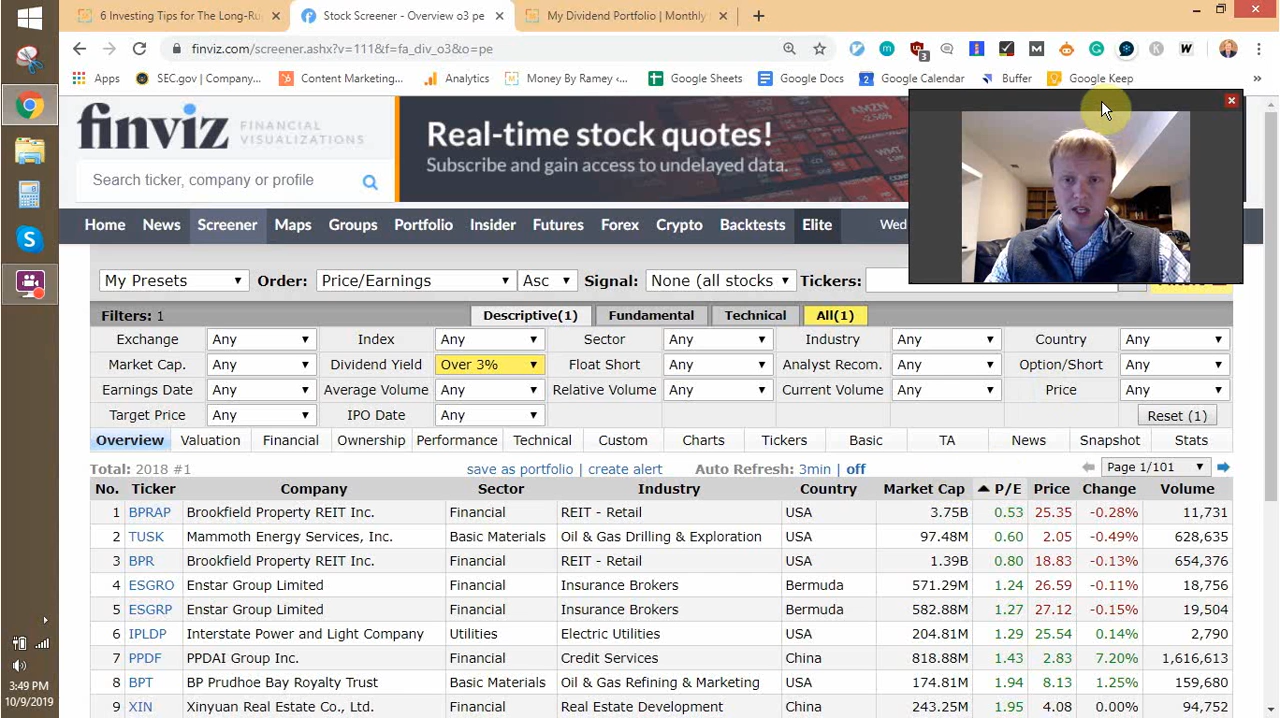 6 Investing Tips for The Long-Ru
Stock Screener - Overview o3 pe
My Dividend Portfolio | Monthly
finviz.com/screener.ashx?v=111&f=fa_div_o3&o=pe
3
Apps
SEC.gov | Company...
Content Marketing...
Analytics
Money By Ramey <...
Google Sheets
Google Docs
2
Google Calendar
Buffer
Google Keep
finviz
FINANCIAL
VISUALIZATIONS
Search ticker, company or profile
Real-time stock quotes!
Subscribe and gain access to undelayed data.
Home News Screener Maps Groups Portfolio Insider Futures Forex Crypto Backtests Elite Wed
My Presets Order: Price/Earnings Asc Signal: None (all stocks Tickers:
Filters: 1 Descriptive(1) Fundamental Technical All(1)
Exchange Any Index Any Sector Any Industry Any Country Any
Market Cap. Any Dividend Yield Over 3% Float Short Any Analyst Recom. Any Option/Short Any
Earnings Date Any Average Volume Any Relative Volume Any Current Volume Any Price Any
Target Price Any IPO Date Any Reset (1)
Overview Valuation Financial Ownership Performance Technical Custom Charts Tickers Basic TA News Snapshot Stats
Total: 2018 #1 save as portfolio | create alert Auto Refresh: 3min | off Page 1/101
No. Ticker Company Sector Industry Country Market Cap P/E Price Change Volume
1 BPRAP Brookfield Property REIT Inc. Financial REIT - Retail USA 3.75B 0.53 25.35 -0.28% 11,731
2 TUSK Mammoth Energy Services, Inc. Basic Materials Oil & Gas Drilling & Exploration USA 97.48M 0.60 2.05 -0.49% 628,635
3 BPR Brookfield Property REIT Inc. Financial REIT - Retail USA 1.39B 0.80 18.83 -0.13% 654,376
4 ESGRO Enstar Group Limited Financial Insurance Brokers Bermuda 571.29M 1.24 26.59 -0.11% 18,756
5 ESGRP Enstar Group Limited Financial Insurance Brokers Bermuda 582.88M 1.27 27.12 -0.15% 19,504
6 IPLDP Interstate Power and Light Company Utilities Electric Utilities USA 204.81M 1.29 25.54 0.14% 2,790
7 PPDF PPDAI Group Inc. Financial Credit Services China 818.88M 1.43 2.83 7.20% 1,616,613
8 BPT BP Prudhoe Bay Royalty Trust Basic Materials Oil & Gas Refining & Marketing USA 174.81M 1.94 8.13 1.25% 159,680
9 XIN Xinyuan Real Estate Co., Ltd. Financial Real Estate Development China 243.25M 1.95 4.08 0.00% 94,752
3:49 PM
10/9/2019